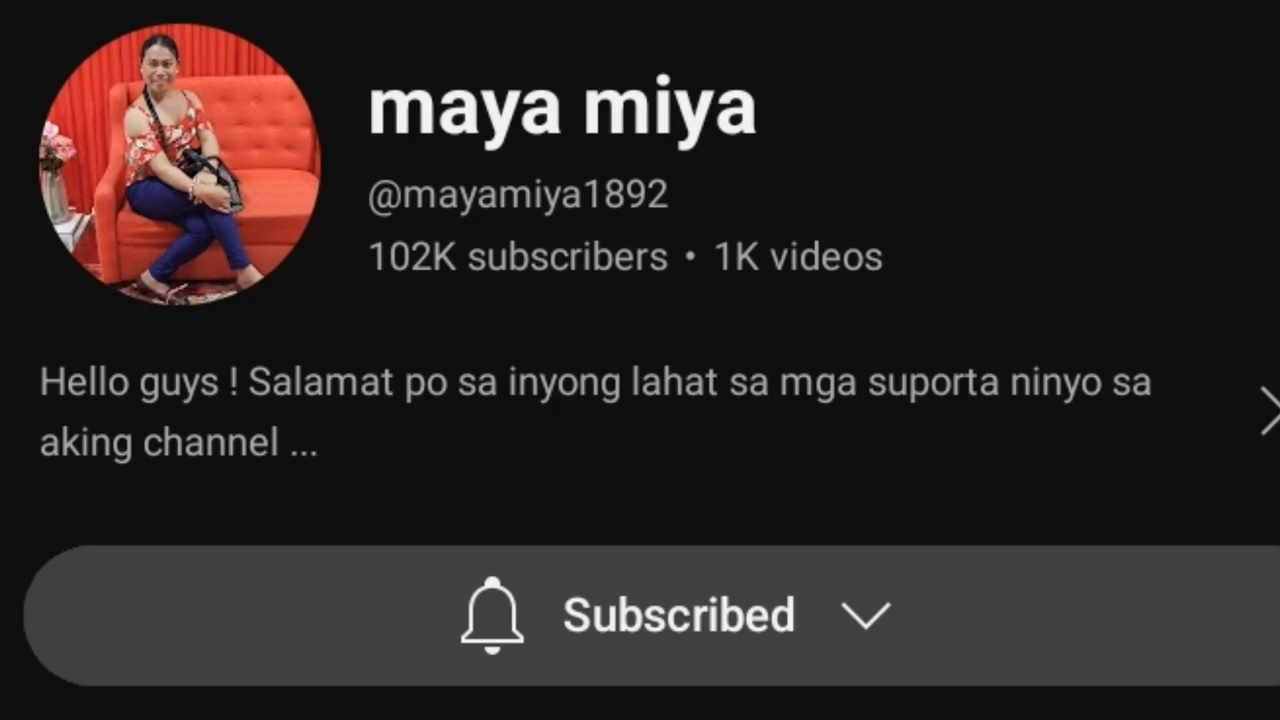 maya miya
@mayamiya1892
102K subscribers • 1K videos
Hello guys ! Salamat po sa inyong lahat sa mga suporta ninyo sa
aking channel ...
Subscribed